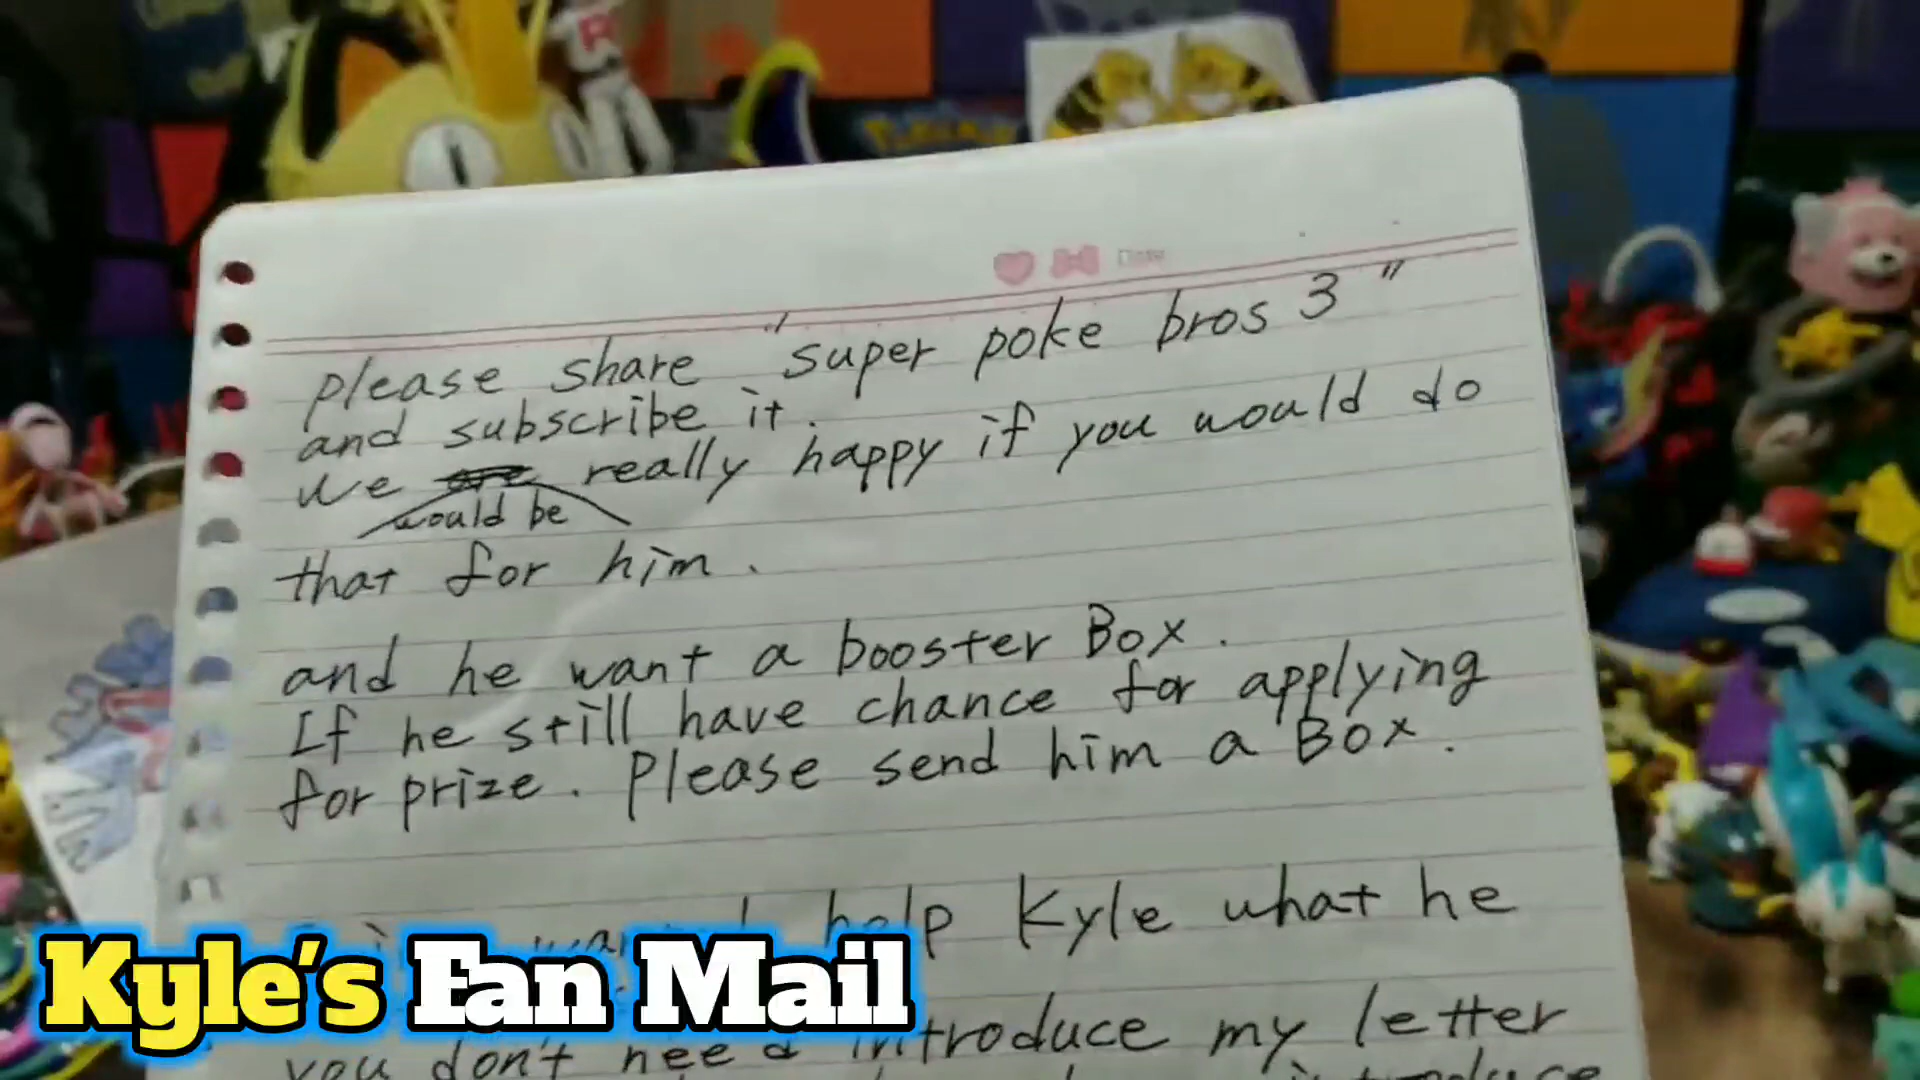 R
Date
please share "super poke bros 3"
and subscribe it.
We are really happy if you would do
would be
that for him.
and he want a booster Box.
If he still have chance for applying
for prize. Please send him a Box.
help Kyle what he
you don't need introduce my letter
introduce
Kyle's Fan Mail